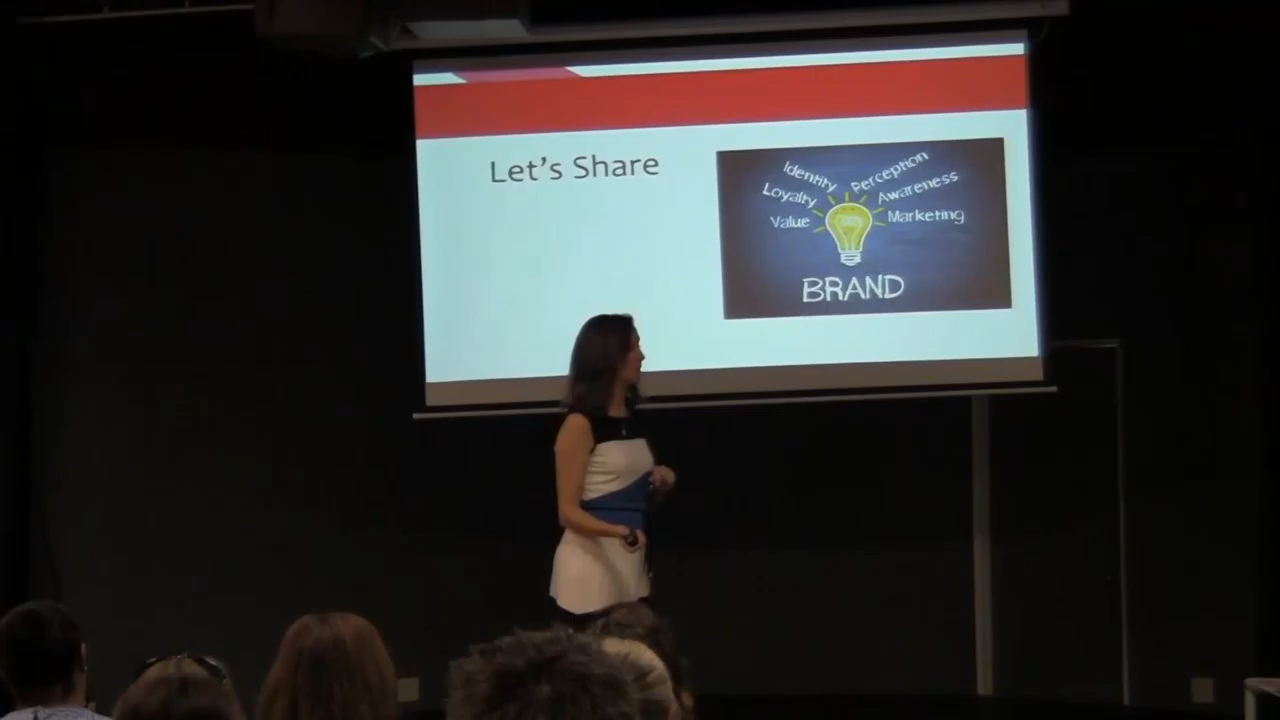 Let's Share
Identity
Perception
Loyalty
Awareness
Value
Marketing
BRAND